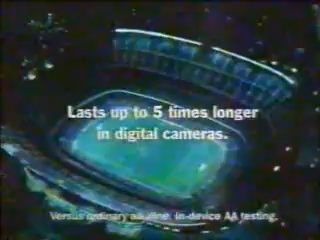 Lasts up to 5 times longer
in digital cameras.
Versus ordinary alkaline. In-device AA testing.